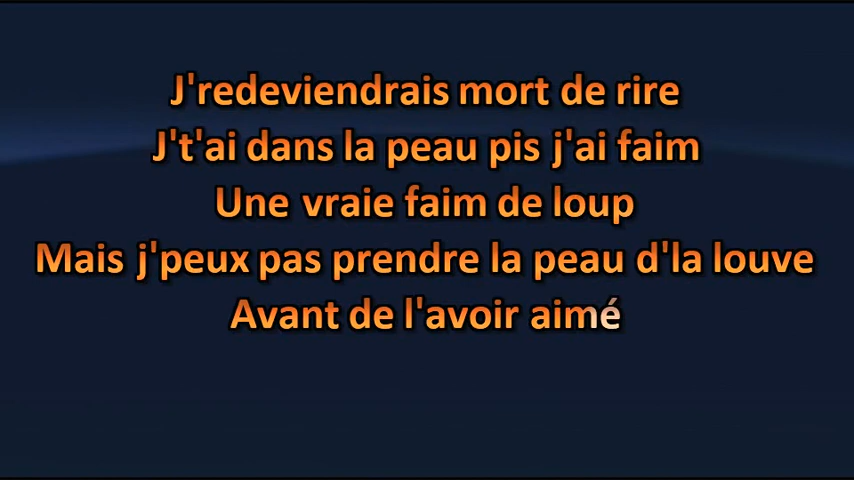 J'redeviendrais mort de rire
J't'ai dans la peau pis j'ai faim
Une vraie faim de loup
Mais j'peux pas prendre la peau d'la louve
Avant de l'avoir aimé